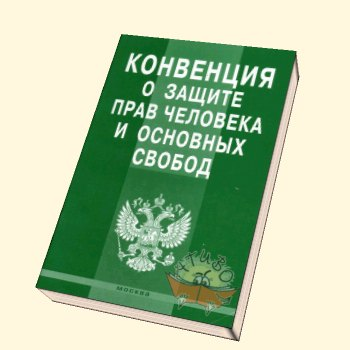 КОНВЕНЦИЯ
О ЗАЩИТЕ
ПРАВ ЧЕЛОВЕКА
И ОСНОВНЫХ
СВОБОД
МОСКВА